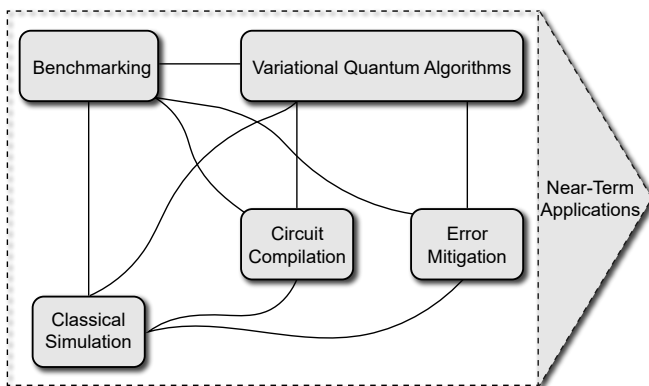 Benchmarking
Variational Quantum Algorithms
Near-Term
Applications
Circuit
Compilation
Error
Mitigation
Classical
Simulation